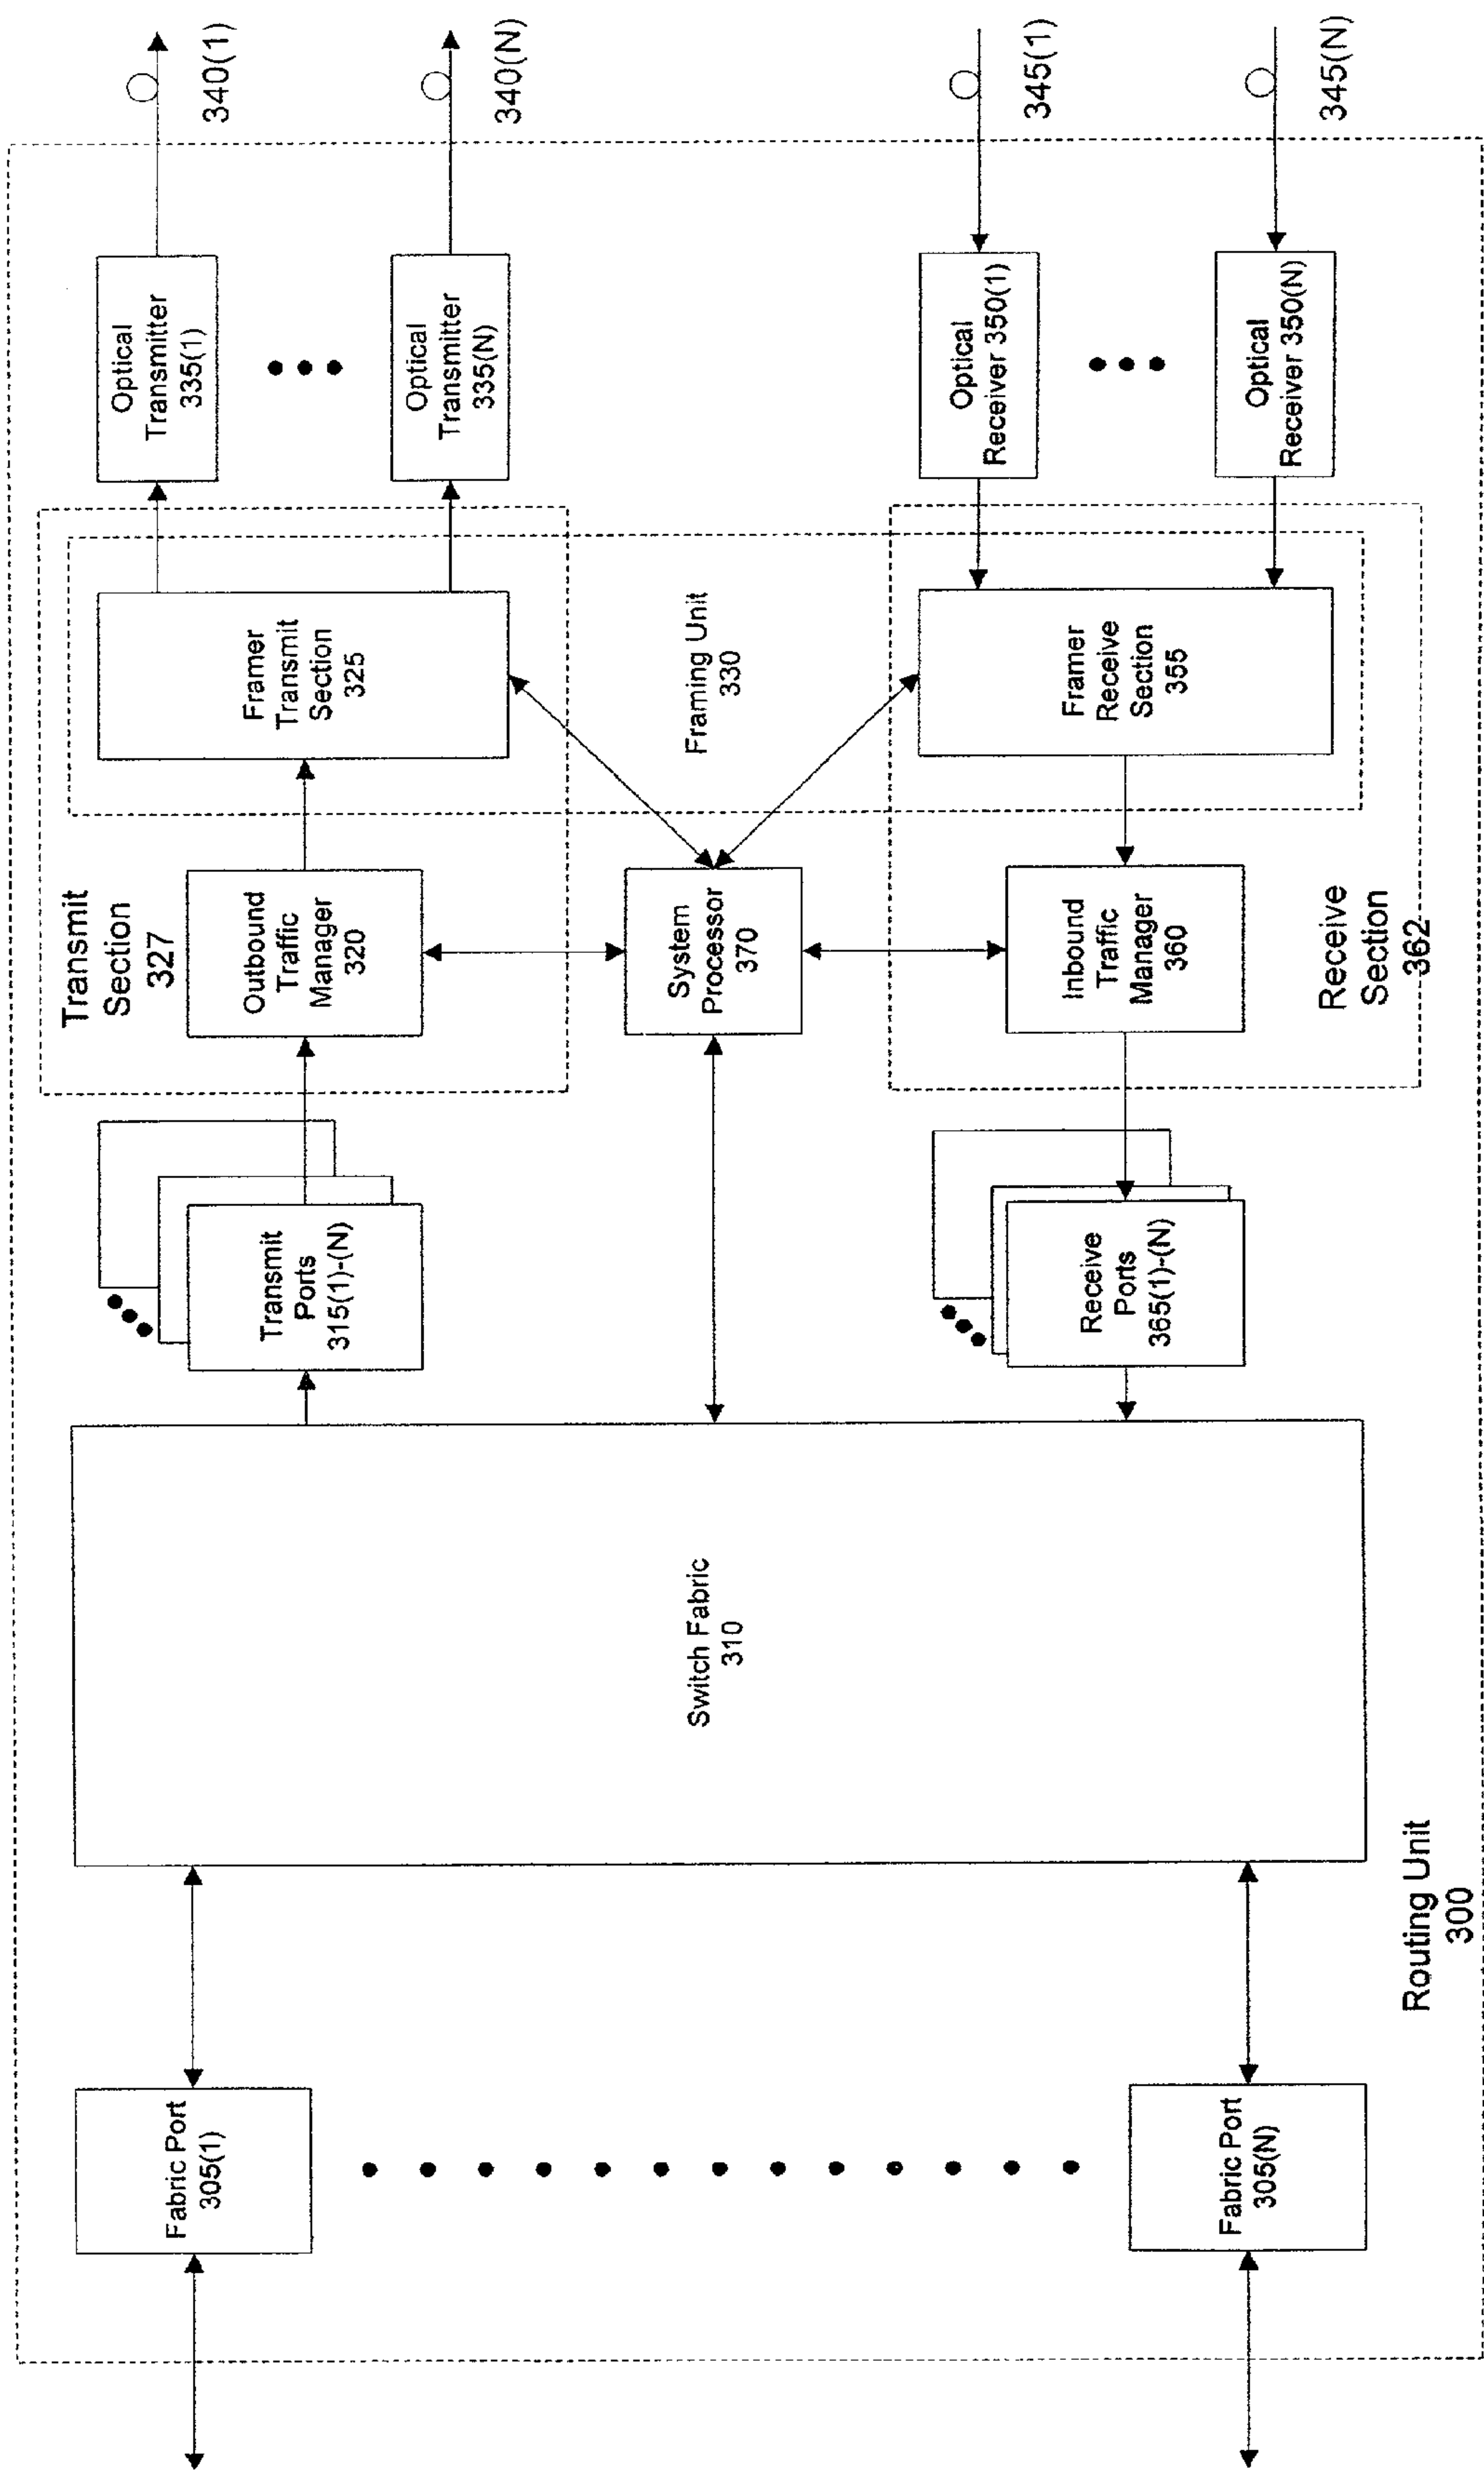 Fabric Port
305(1)
Fabric Port
305(N)
Routing Unit
300
Switch Fabric
310
Transmit
Ports
315(1)-(N)
Receive
Ports
365(1)-(N)
Transmit
Section
327
Outbound
Traffic
Manager
320
System
Processor
370
Inbound
Traffic
Manager
360
Receive
Section
362
Framer
Transmit
Section
325
Framing Unit
330
Framer
Receive
Section
355
Optical
Transmitter
335(1)
Optical
Transmitter
335(N)
Optical
Receiver 350(1)
Optical
Receiver 350(N)
340(1)
340(N)
345(1)
345(N)